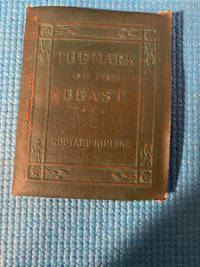 THE MARK
OF THE
BEAST
RUDYARD KIPLING